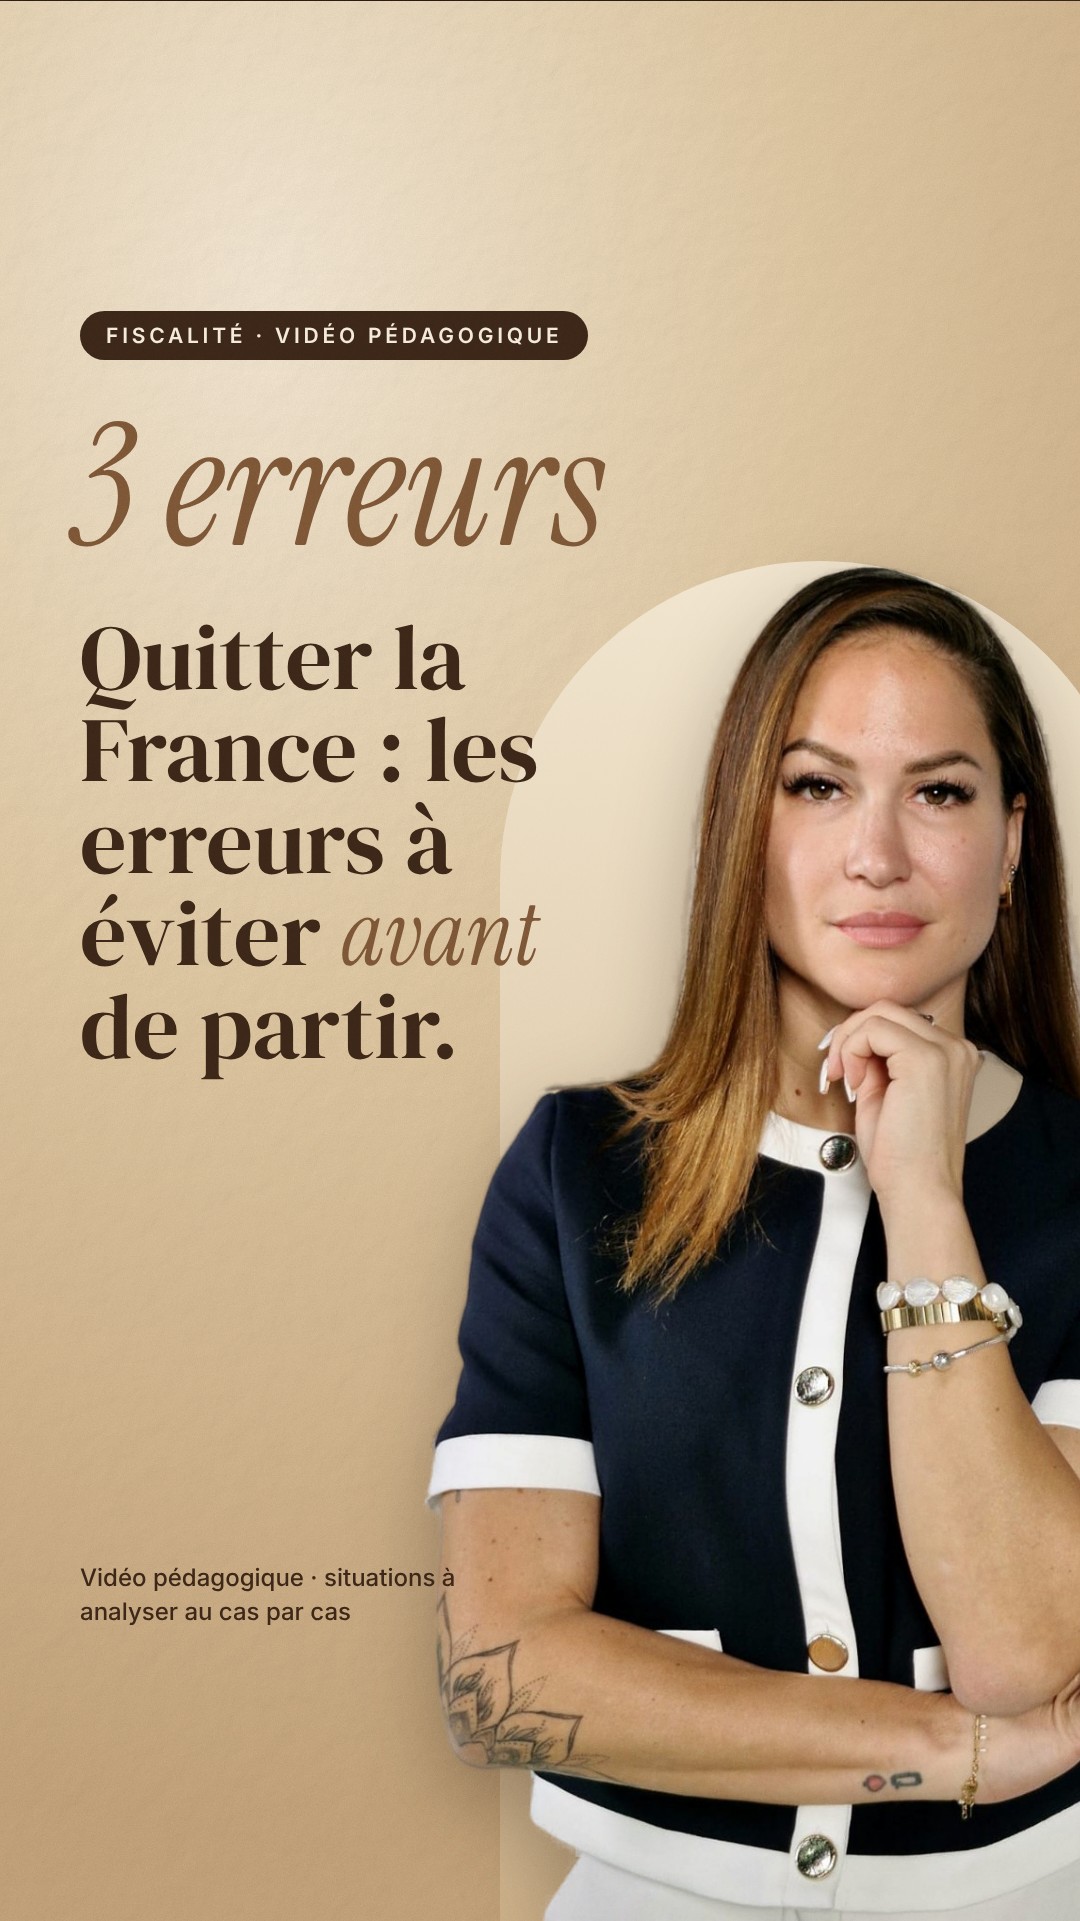 FISCALITÉ · VIDÉO PÉDAGOGIQUE
3 erreurs
Quitter la
France : les
erreurs à
éviter avant
de partir.
Vidéo pédagogique · situations à
analyser au cas par cas